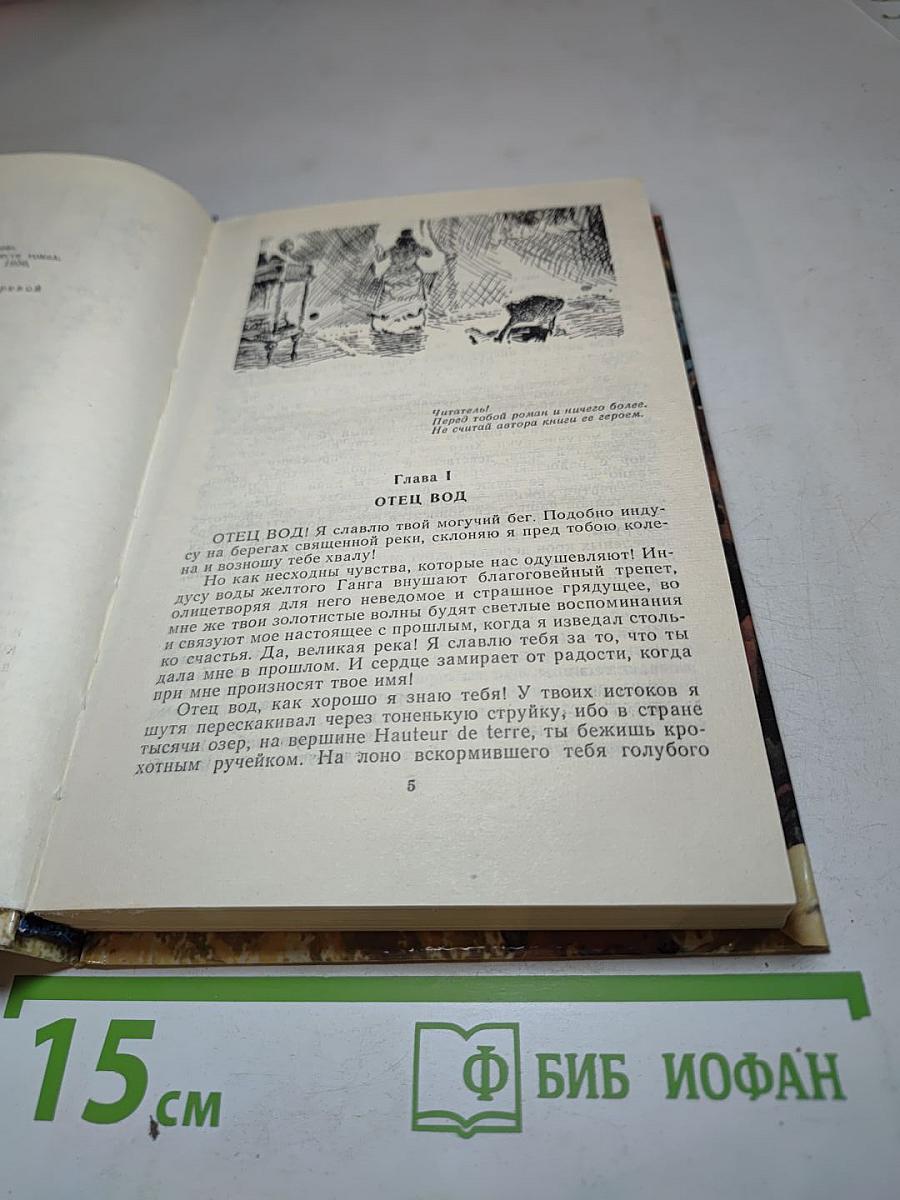 1890,
Читатель!
Перед тобой роман и ничего более.
Не считай автора книги ее героем.
Глава I
ОТЕЦ ВОД
ОТЕЦ ВОД! Я славлю твой могучий бег. Подобно инду-
су на берегах священной реки, склоняю я пред тобою коле-
на и возношу тебе хвалу!
Но как несходны чувства, которые нас одушевляют! Ин-
дусу воды желтого Ганга внушают благоговейный трепет,
олицетворяя для него неведомое и страшное грядущее, во
мне же твои золотистые волны будят светлые воспоминания
и связуют мое настоящее с прошлым, когда я изведал столь-
ко счастья. Да, великая река! Я славлю тебя за то, что ты
дала мне в прошлом. И сердце замирает от радости, когда
при мне произносят твое имя!
Отец вод, как хорошо я знаю тебя! У твоих истоков я
шутя перескакивал через тоненькую струйку, ибо в стране
тысячи озер, на вершине Hauteur de terre, ты бежишь кро-
хотным ручейком. На лоно вскормившего тебя голубого
5
15 см
Ф БИБ ИОФАН